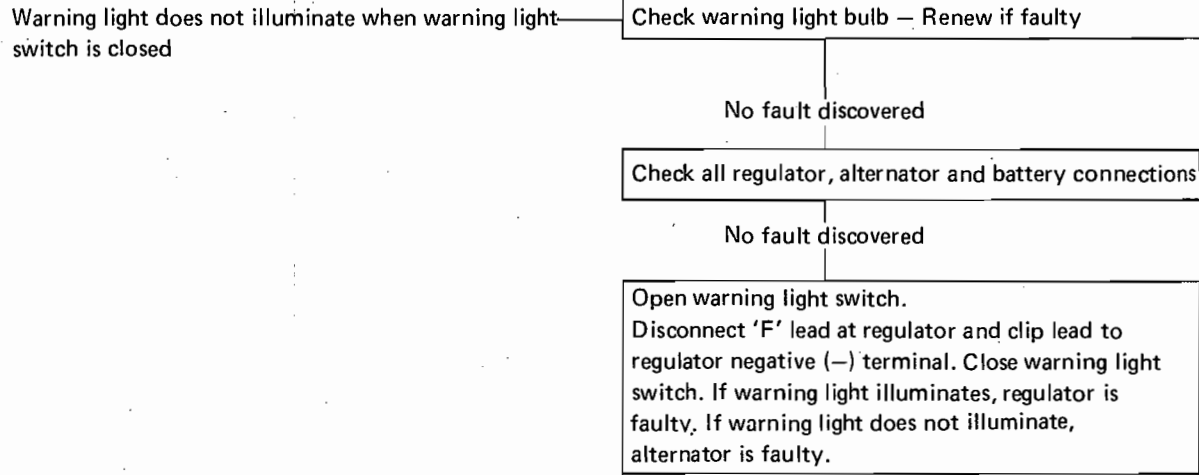 Warning light does not illuminate when warning light
switch is closed
Check warning light bulb — Renew if faulty
No fault discovered
Check all regulator, alternator and battery connections
No fault discovered
Open warning light switch.
Disconnect ‘F’ lead at regulator and clip lead to
regulator negative (—) terminal. Close warning light
switch. If warning light illuminates, regulator is
faulty. If warning light does not illuminate,
alternator is faulty.